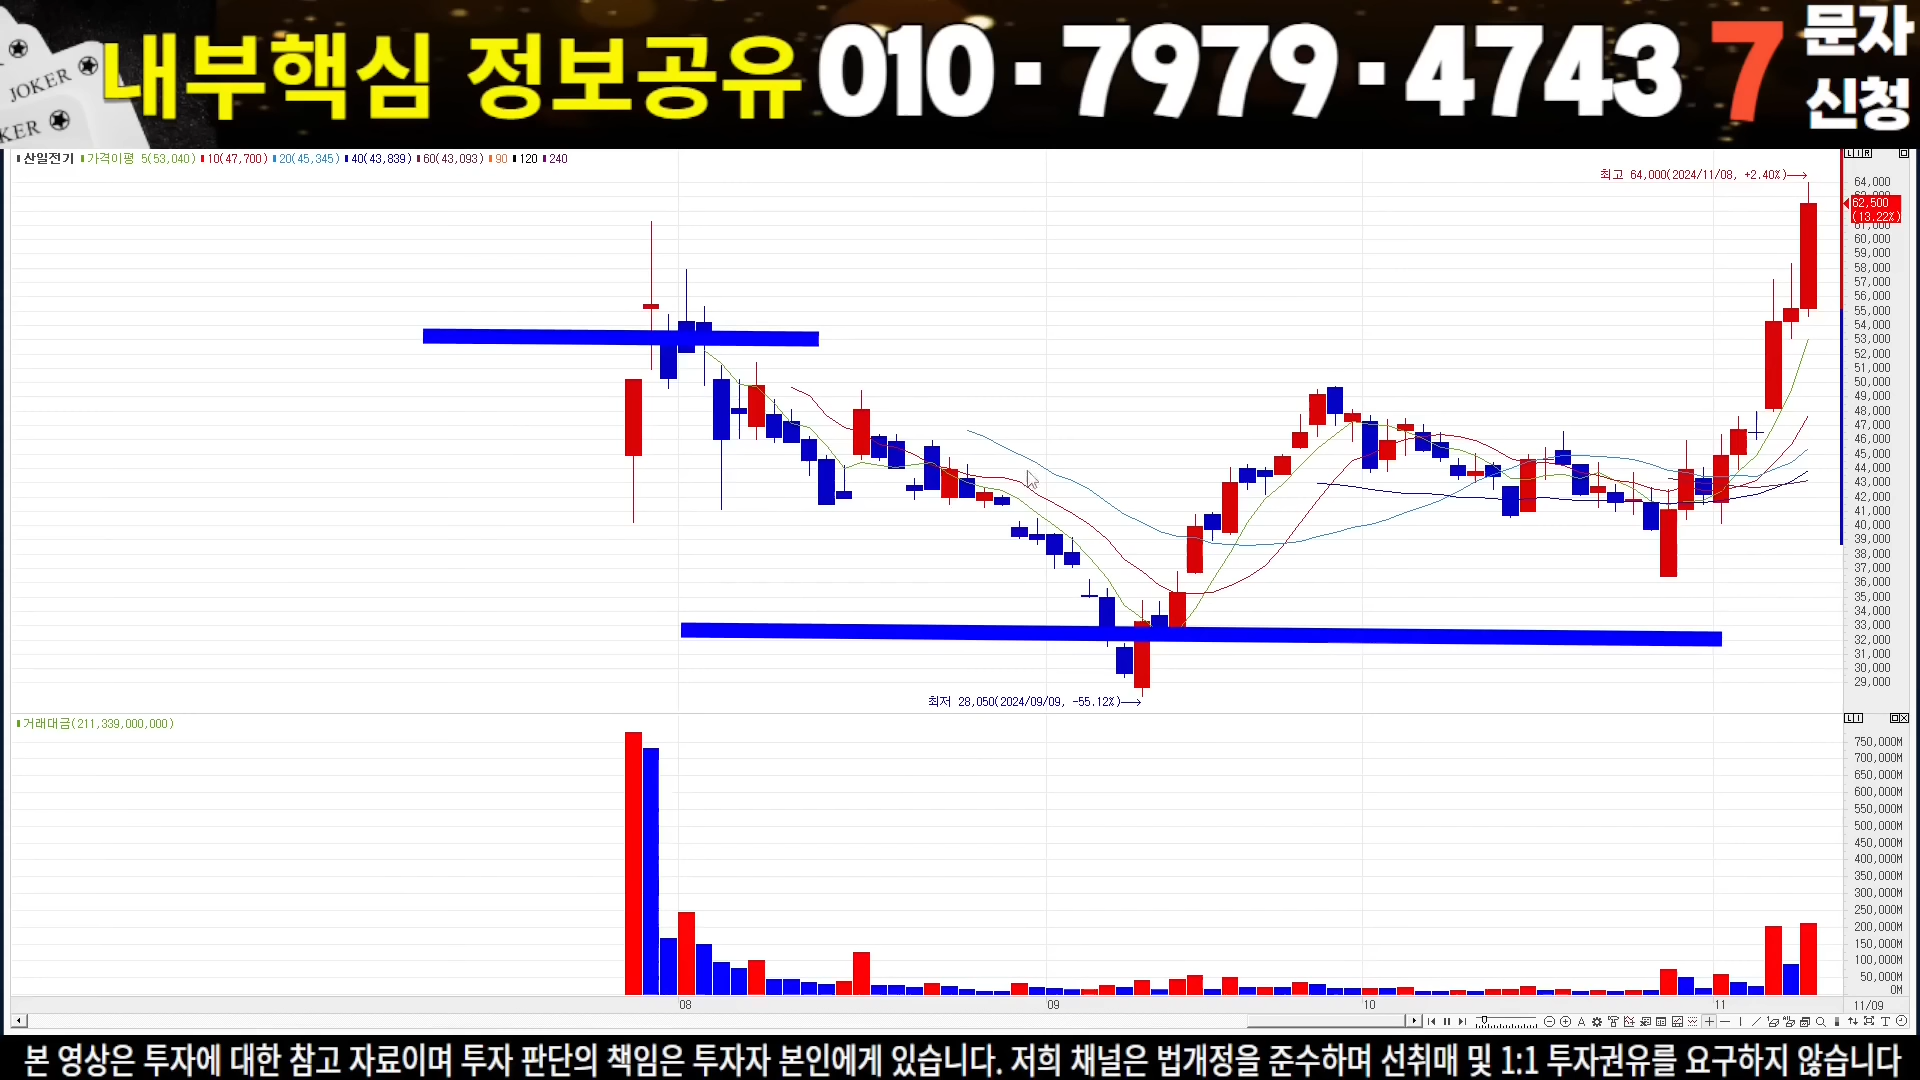 JOKER
KER
내부핵심 정보공유 010-7979-4743 7 문자
신청
산일전기 가격이평 5(53,040) 10(47,700) 20(45,345) 40(43,839) 60(43,093) 90 120 240
최고 64,000(2024/11/08, +2.40%)
64,000
62,500
(13.22%)
61,000
60,000
59,000
58,000
57,000
56,000
55,000
54,000
53,000
52,000
51,000
50,000
49,000
48,000
47,000
46,000
45,000
44,000
43,000
42,000
41,000
40,000
39,000
38,000
37,000
36,000
35,000
34,000
33,000
32,000
31,000
30,000
29,000
최저 28,050(2024/09/09, -55.12%)
거래대금(211,339,000,000)
750,000M
700,000M
650,000M
600,000M
550,000M
500,000M
450,000M
400,000M
350,000M
300,000M
250,000M
200,000M
150,000M
100,000M
50,000M
0M
08 09 10 11 11/09
본 영상은 투자에 대한 참고 자료이며 투자 판단의 책임은 투자자 본인에게 있습니다. 저희 채널은 법개정을 준수하며 선취매 및 1:1 투자권유를 요구하지 않습니다